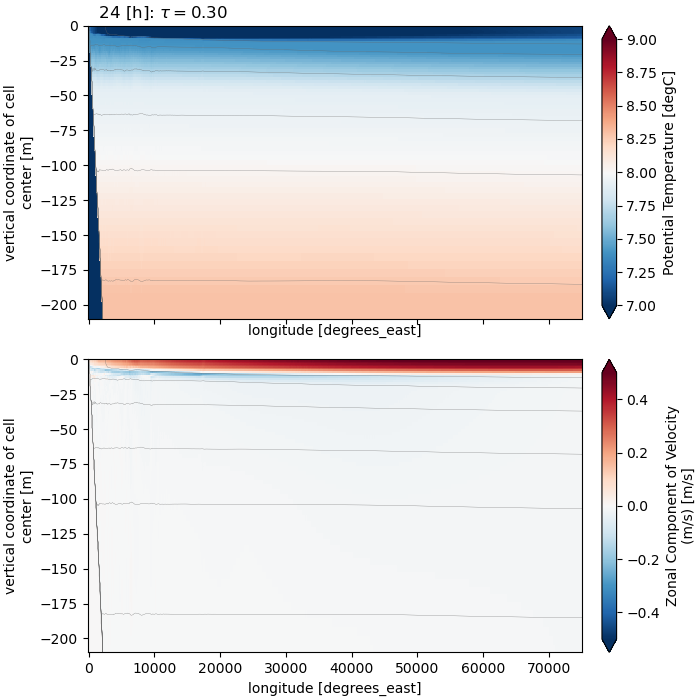 24 [h]: τ = 0.30
0
−25
−50
−75
−100
−125
−150
−175
−200
vertical coordinate of cell
center [m]
longitude [degrees_east]
9.00
8.75
8.50
8.25
8.00
7.75
7.50
7.25
7.00
Potential Temperature [degC]
0
−25
−50
−75
−100
−125
−150
−175
−200
vertical coordinate of cell
center [m]
0 10000 20000 30000 40000 50000 60000 70000
longitude [degrees_east]
0.4
0.2
0.0
−0.2
−0.4
Zonal Component of Velocity
(m/s) [m/s]